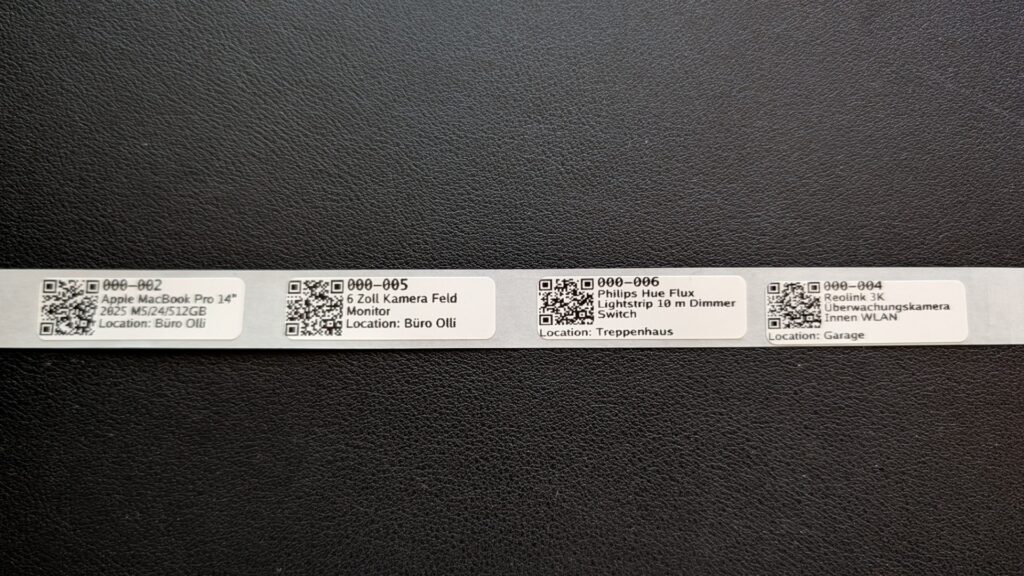 000-002
Apple MacBook Pro 14"
2025 M5/24/512GB
Location: Büro Olli
000-005
6 Zoll Kamera Feld
Monitor
Location: Büro Olli
000-006
Philips Hue Flux
Lightstrip 10 m Dimmer
Switch
Location: Treppenhaus
000-004
Reolink 3K
Überwachungskamera
Innen WLAN
Location: Garage